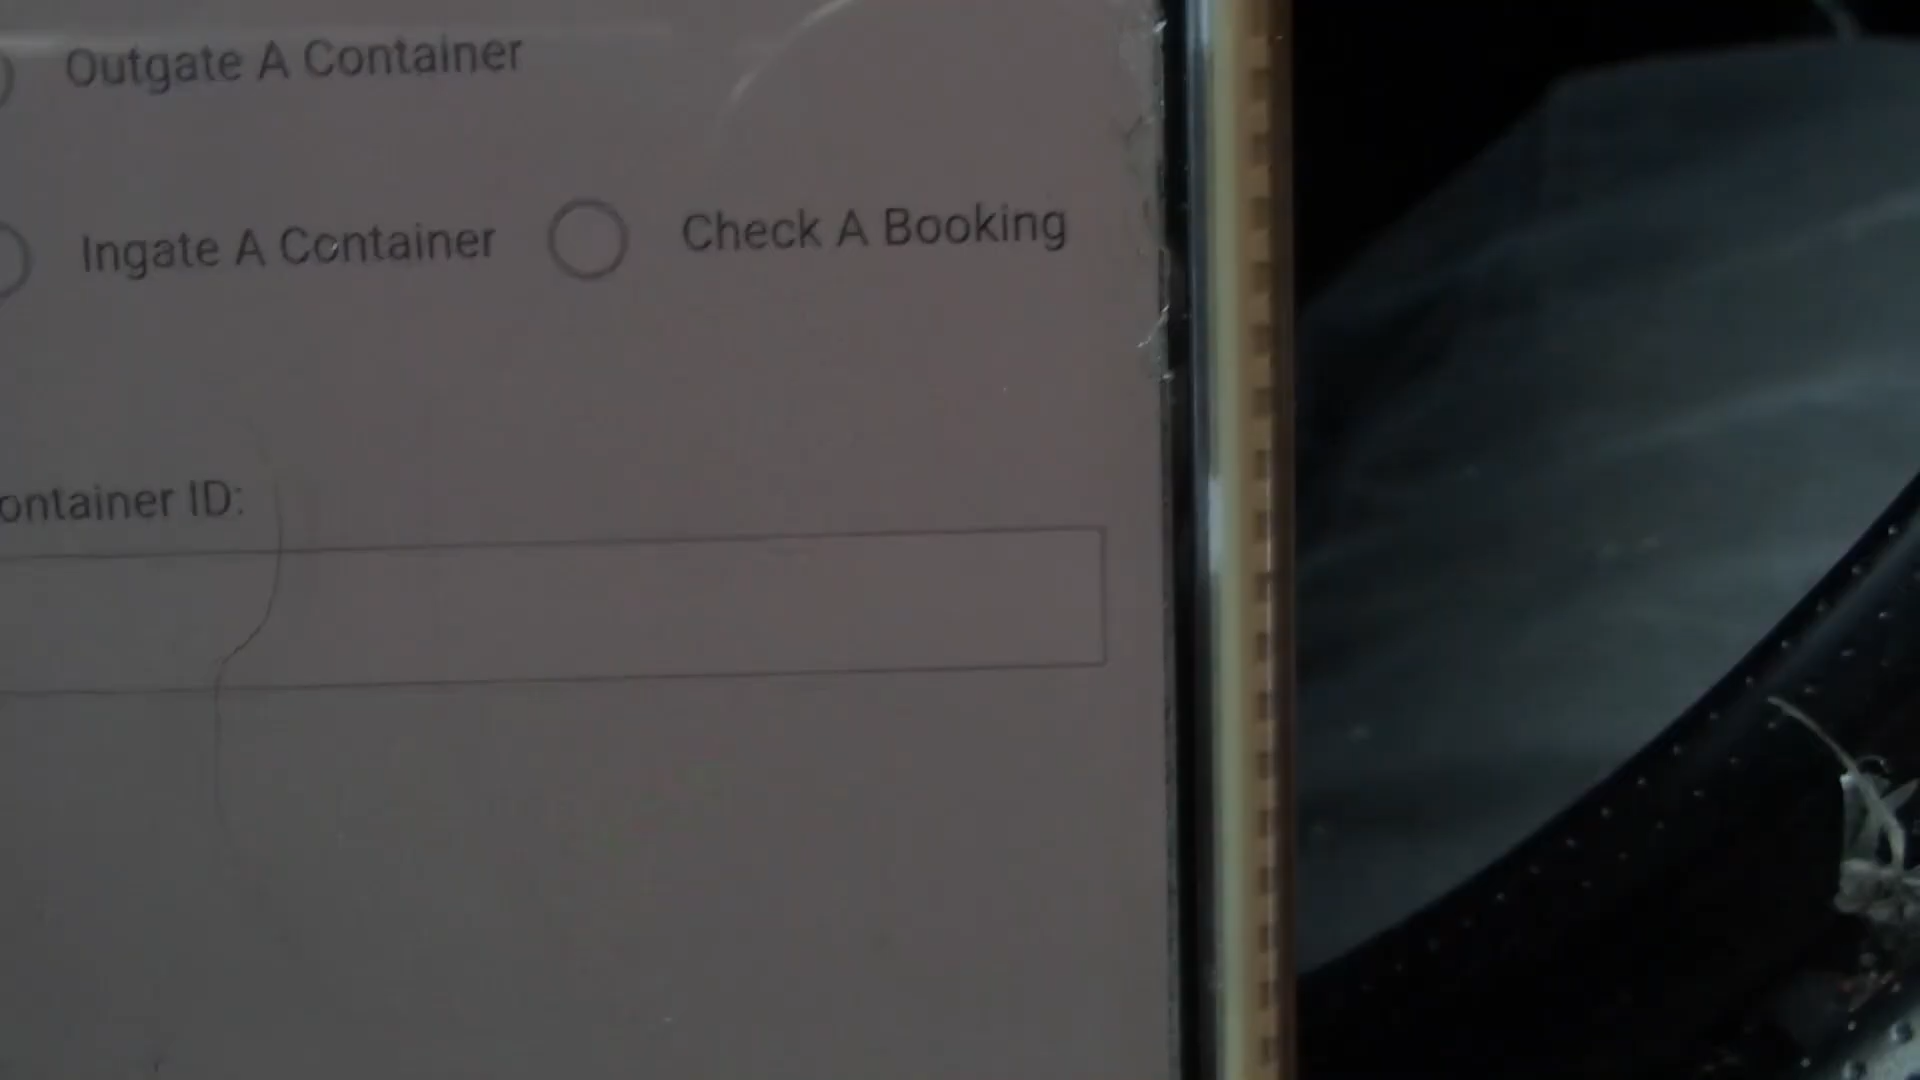 Outgate A Container
Ingate A Container Check A Booking
ontainer ID: